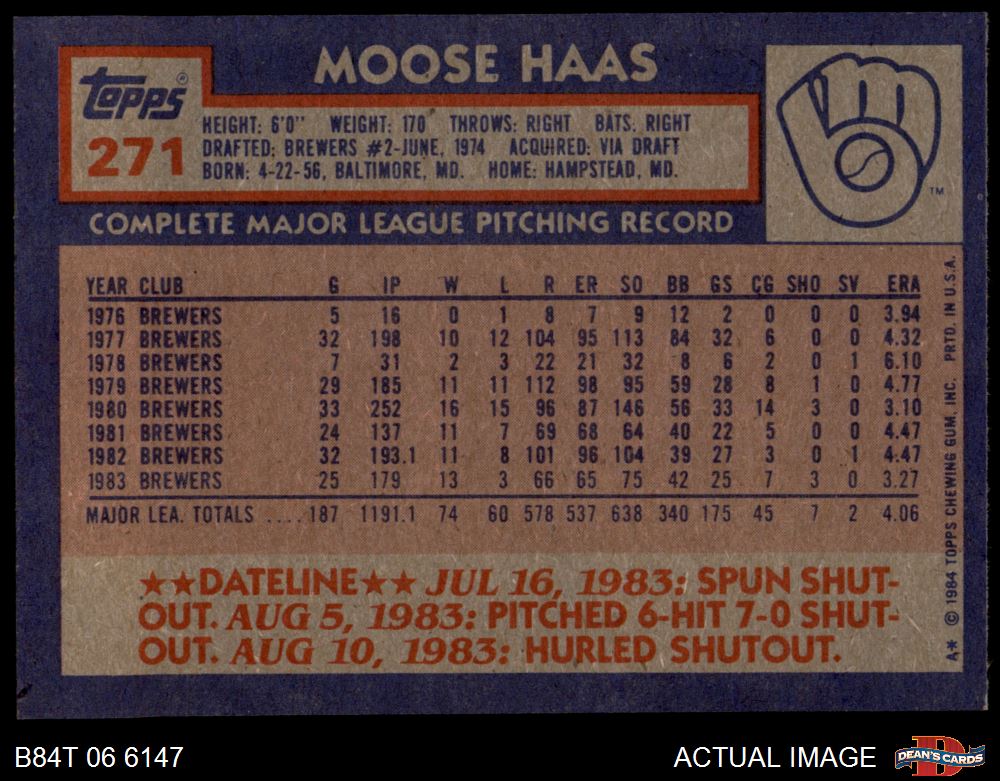 MOOSE HAAS
Topps ®
271
HEIGHT: 6'0" WEIGHT: 170 THROWS: RIGHT BATS: RIGHT
DRAFTED: BREWERS #2-JUNE, 1974 ACQUIRED: VIA DRAFT
BORN: 4-22-56, BALTIMORE, MD. HOME: HAMPSTEAD, MD.
TM
COMPLETE MAJOR LEAGUE PITCHING RECORD
YEAR CLUB G IP W L R ER SO BB GS CG SHO SV ERA
1976 BREWERS 5 16 0 1 8 7 9 12 2 0 0 0 3.94
1977 BREWERS 32 198 10 12 104 95 113 84 32 6 0 0 4.32
1978 BREWERS 7 31 2 3 22 21 32 8 6 2 0 1 6.10
1979 BREWERS 29 185 11 11 112 98 95 59 28 8 1 0 4.77
1980 BREWERS 33 252 16 15 96 87 146 56 33 14 3 0 3.10
1981 BREWERS 24 137 11 7 69 68 64 40 22 5 0 0 4.47
1982 BREWERS 32 193.1 11 8 101 96 104 39 27 3 0 1 4.47
1983 BREWERS 25 179 13 3 66 65 75 42 25 7 3 0 3.27
MAJOR LEA. TOTALS ....187 1191.1 74 60 578 537 638 340 175 45 7 2 4.06
★★DATELINE★★ JUL 16, 1983: SPUN SHUT-
OUT. AUG 5, 1983: PITCHED 6-HIT 7-0 SHUT-
OUT. AUG 10, 1983: HURLED SHUTOUT.
A* © 1984 TOPPS CHEWING GUM, INC. PRTD. IN U.S.A.
B84T 06 6147
ACTUAL IMAGE
D
DEAN'S CARDS